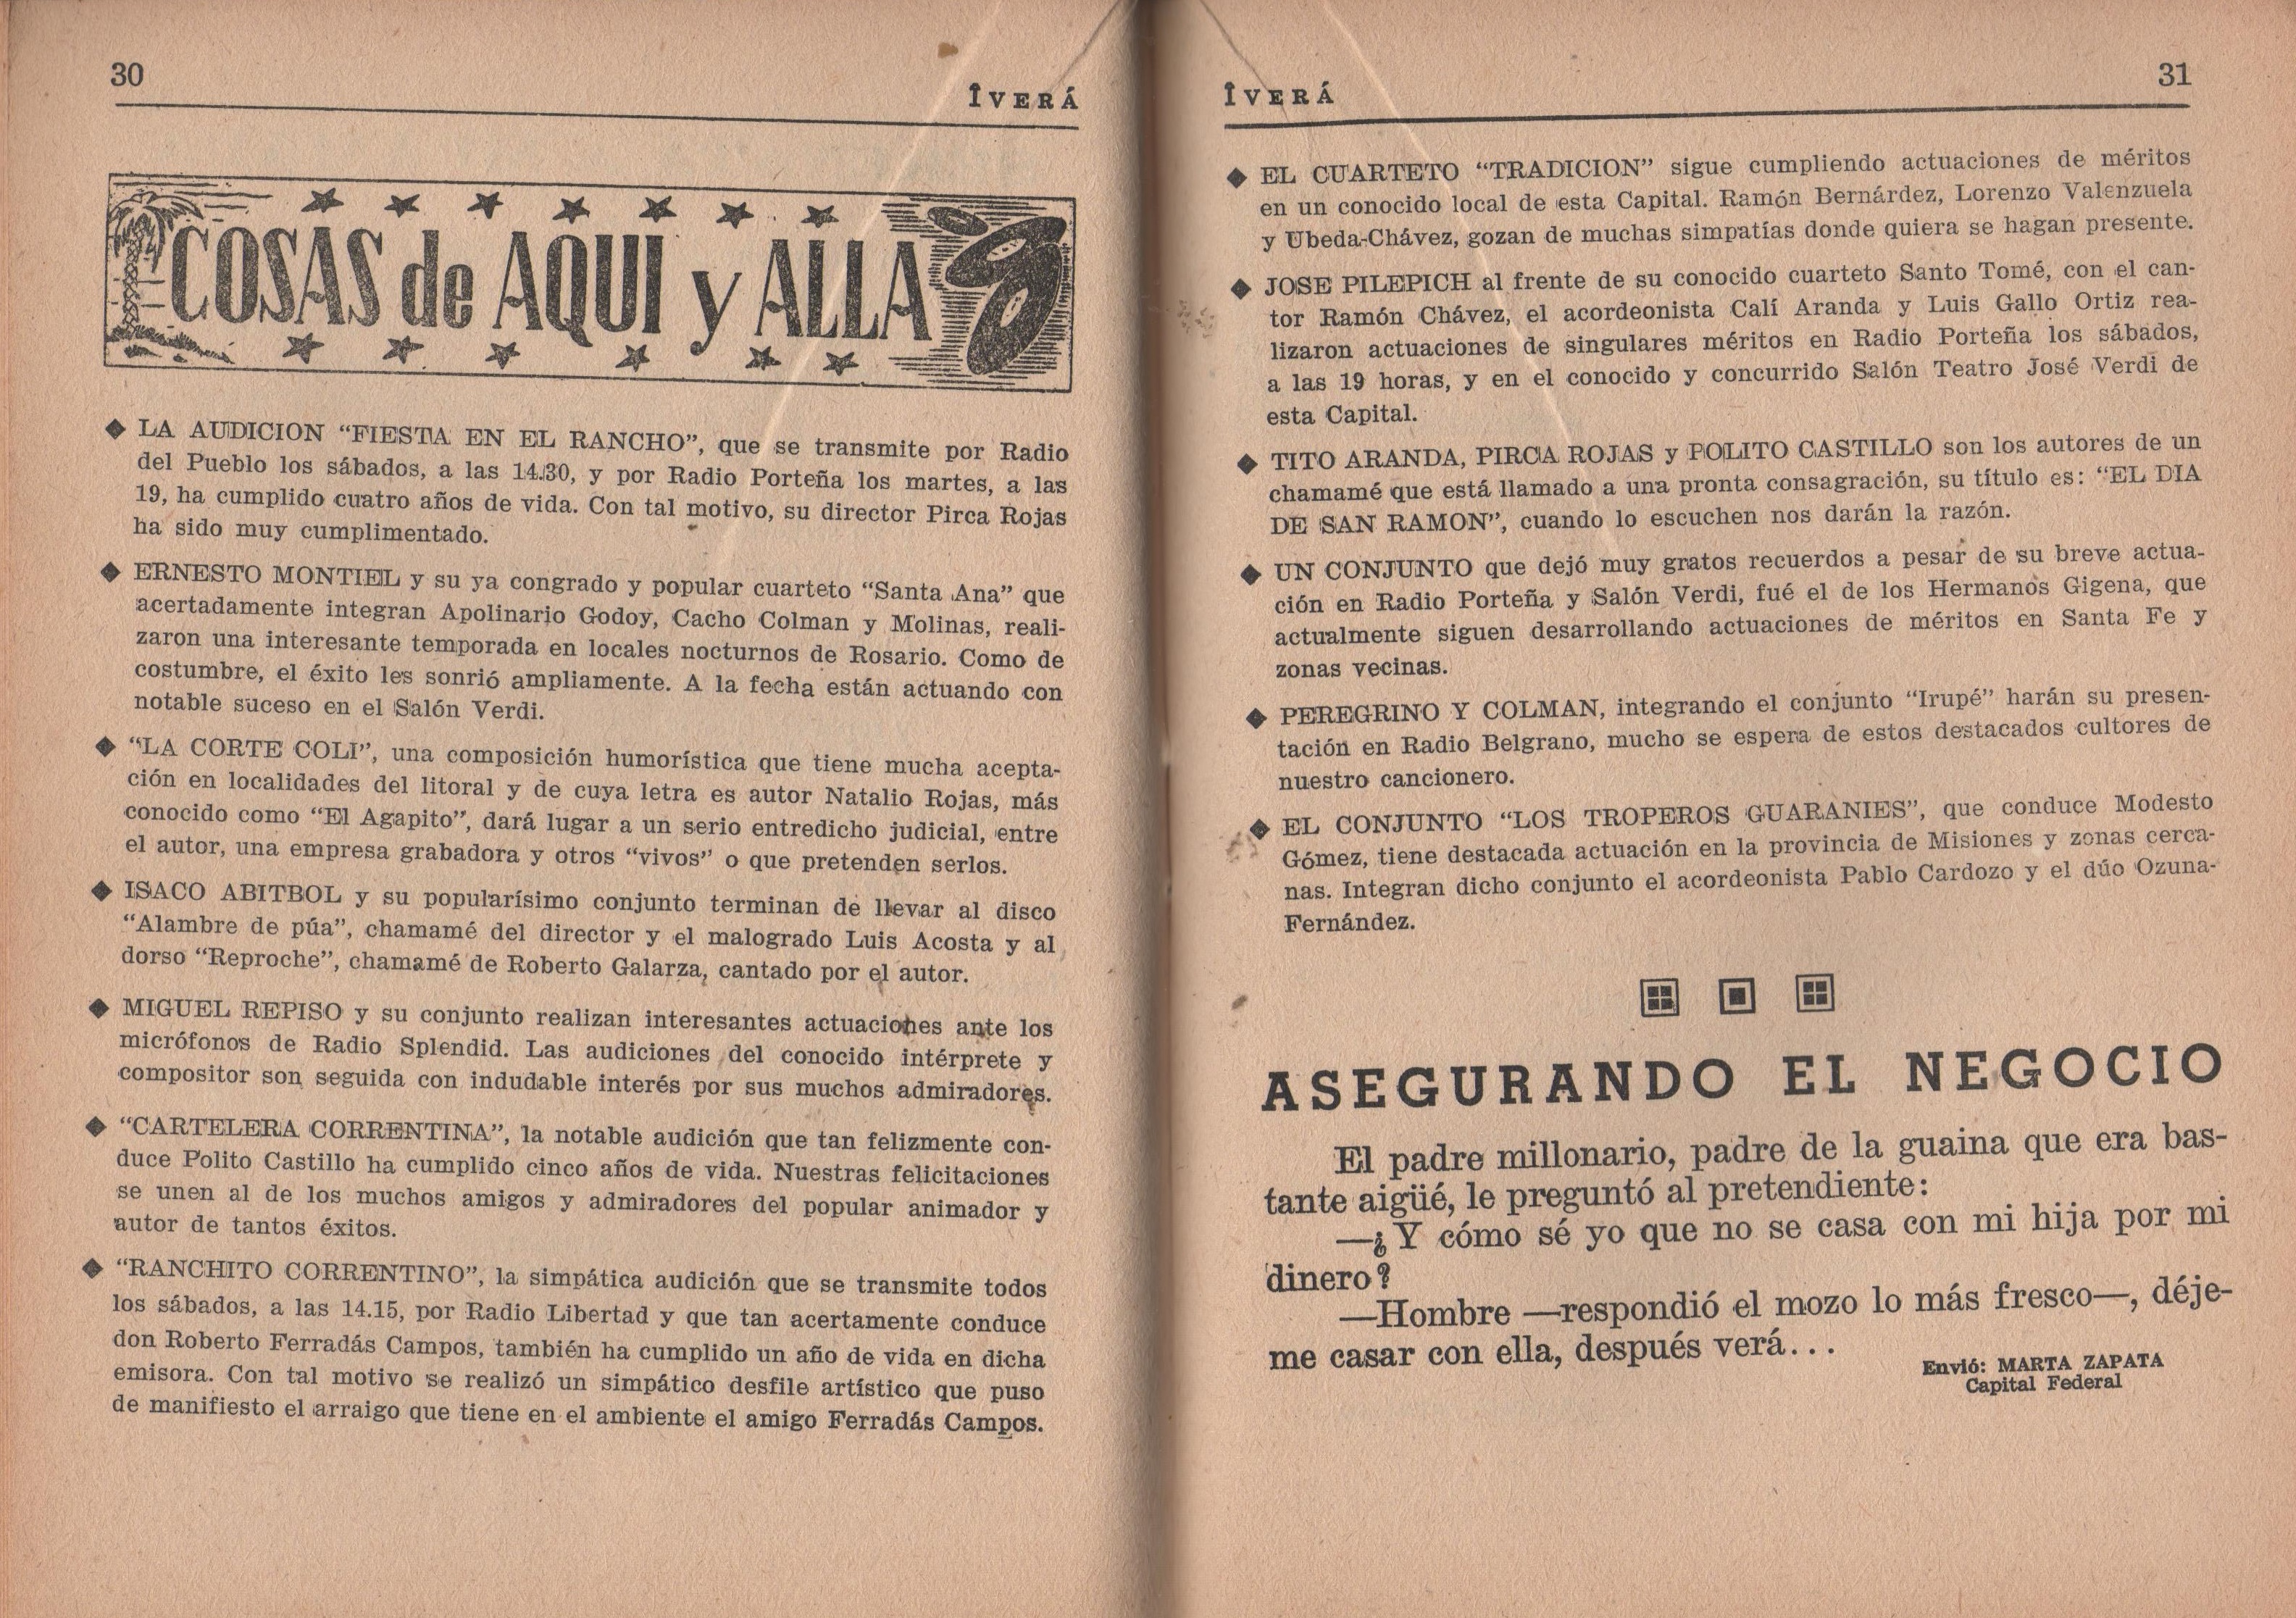 30
ÎVERÁ
COSAS de AQUI y ALLA
◆ LA AUDICION “FIESTA EN EL RANCHO”, que se transmite por Radio
del Pueblo los sábados, a las 14.30, y por Radio Porteña los martes, a las
19, ha cumplido cuatro años de vida. Con tal motivo, su director Pirca Rojas
ha sido muy cumplimentado.
◆ ERNESTO MONTIEL y su ya congrado y popular cuarteto “Santa Ana” que
acertadamente integran Apolinario Godoy, Cacho Colman y Molinas, reali-
zaron una interesante temporada en locales nocturnos de Rosario. Como de
costumbre, el éxito les sonrió ampliamente. A la fecha están actuando con
notable suceso en el Salón Verdi.
◆ “LA CORTE COLI”, una composición humorística que tiene mucha acepta-
ción en localidades del litoral y de cuya letra es autor Natalio Rojas, más
conocido como “El Agapito”, dará lugar a un serio entredicho judicial, entre
el autor, una empresa grabadora y otros “vivos” o que pretenden serlos.
◆ ISACO ABITBOL y su popularísimo conjunto terminan de llevar al disco
“Alambre de púa”, chamamé del director y el malogrado Luis Acosta y al
dorso “Reproche”, chamamé de Roberto Galarza, cantado por el autor.
◆ MIGUEL REPISO y su conjunto realizan interesantes actuaciones ante los
micrófonos de Radio Splendid. Las audiciones del conocido intérprete y
compositor son seguida con indudable interés por sus muchos admiradores.
◆ “CARTELERA CORRENTINA”, la notable audición que tan felizmente con-
duce Polito Castillo ha cumplido cinco años de vida. Nuestras felicitaciones
se unen al de los muchos amigos y admiradores del popular animador y
autor de tantos éxitos.
◆ “RANCHITO CORRENTINO”, la simpática audición que se transmite todos
los sábados, a las 14.15, por Radio Libertad y que tan acertamente conduce
don Roberto Ferradás Campos, también ha cumplido un año de vida en dicha
emisora. Con tal motivo se realizó un simpático desfile artístico que puso
de manifiesto el arraigo que tiene en el ambiente el amigo Ferradás Campos.
ÎVERÁ
31
◆ EL CUARTETO “TRADICION” sigue cumpliendo actuaciones de méritos
en un conocido local de esta Capital. Ramón Bernárdez, Lorenzo Valenzuela
y Ubeda-Chávez, gozan de muchas simpatías donde quiera se hagan presente.
◆ JOSE PILEPICH al frente de su conocido cuarteto Santo Tomé, con el can-
tor Ramón Chávez, el acordeonista Calí Aranda y Luis Gallo Ortiz rea-
lizaron actuaciones de singulares méritos en Radio Porteña los sábados,
a las 19 horas, y en el conocido y concurrido Salón Teatro José Verdi de
esta Capital.
◆ TITO ARANDA, PIRCA ROJAS y POLITO CASTILLO son los autores de un
chamamé que está llamado a una pronta consagración, su título es: “EL DIA
DE SAN RAMON”, cuando lo escuchen nos darán la razón.
◆ UN CONJUNTO que dejó muy gratos recuerdos a pesar de su breve actua-
ción en Radio Porteña y Salón Verdi, fué el de los Hermanos Gigena, que
actualmente siguen desarrollando actuaciones de méritos en Santa Fe y
zonas vecinas.
◆ PEREGRINO Y COLMAN, integrando el conjunto “Irupé” harán su presen-
tación en Radio Belgrano, mucho se espera de estos destacados cultores de
nuestro cancionero.
◆ EL CONJUNTO “LOS TROPEROS GUARANIES”, que conduce Modesto
Gómez, tiene destacada actuación en la provincia de Misiones y zonas cerca-
nas. Integran dicho conjunto el acordeonista Pablo Cardozo y el dúo Ozuna-
Fernández.
ASEGURANDO EL NEGOCIO
El padre millonario, padre de la guaina que era bas-
tante aigüé, le preguntó al pretendiente:
—¿Y cómo sé yo que no se casa con mi hija por mi
dinero?
—Hombre —respondió el mozo lo más fresco—, déje-
me casar con ella, después verá...
Envió: MARTA ZAPATA
Capital Federal